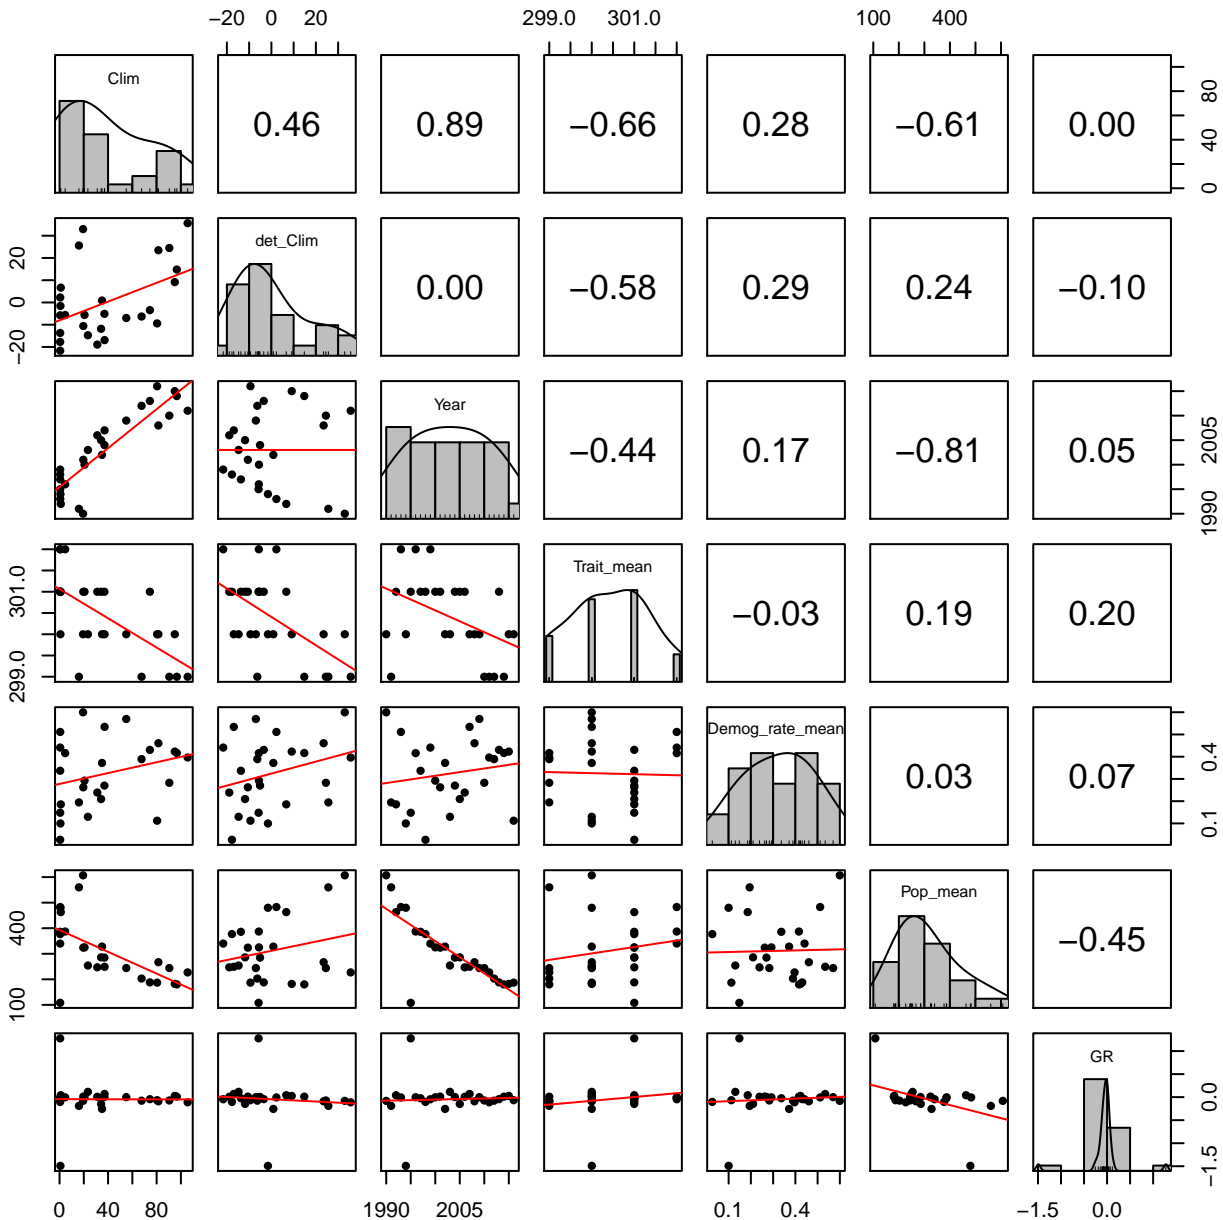 −20 0 20 299.0 301.0 100 400
Clim 0.46 0.89 −0.66 0.28 −0.61 0.00
0 40 80
−20 0 20
det_Clim 0.00 −0.58 0.29 0.24 −0.10
Year −0.44 0.17 −0.81 0.05
1990 2005
299.0 301.0
Trait_mean −0.03 0.19 0.20
Demog_rate_mean 0.03 0.07
0.1 0.4
100 400
Pop_mean −0.45
GR
−1.5 0.0
0 40 80 1990 2005 0.1 0.4 −1.5 0.0